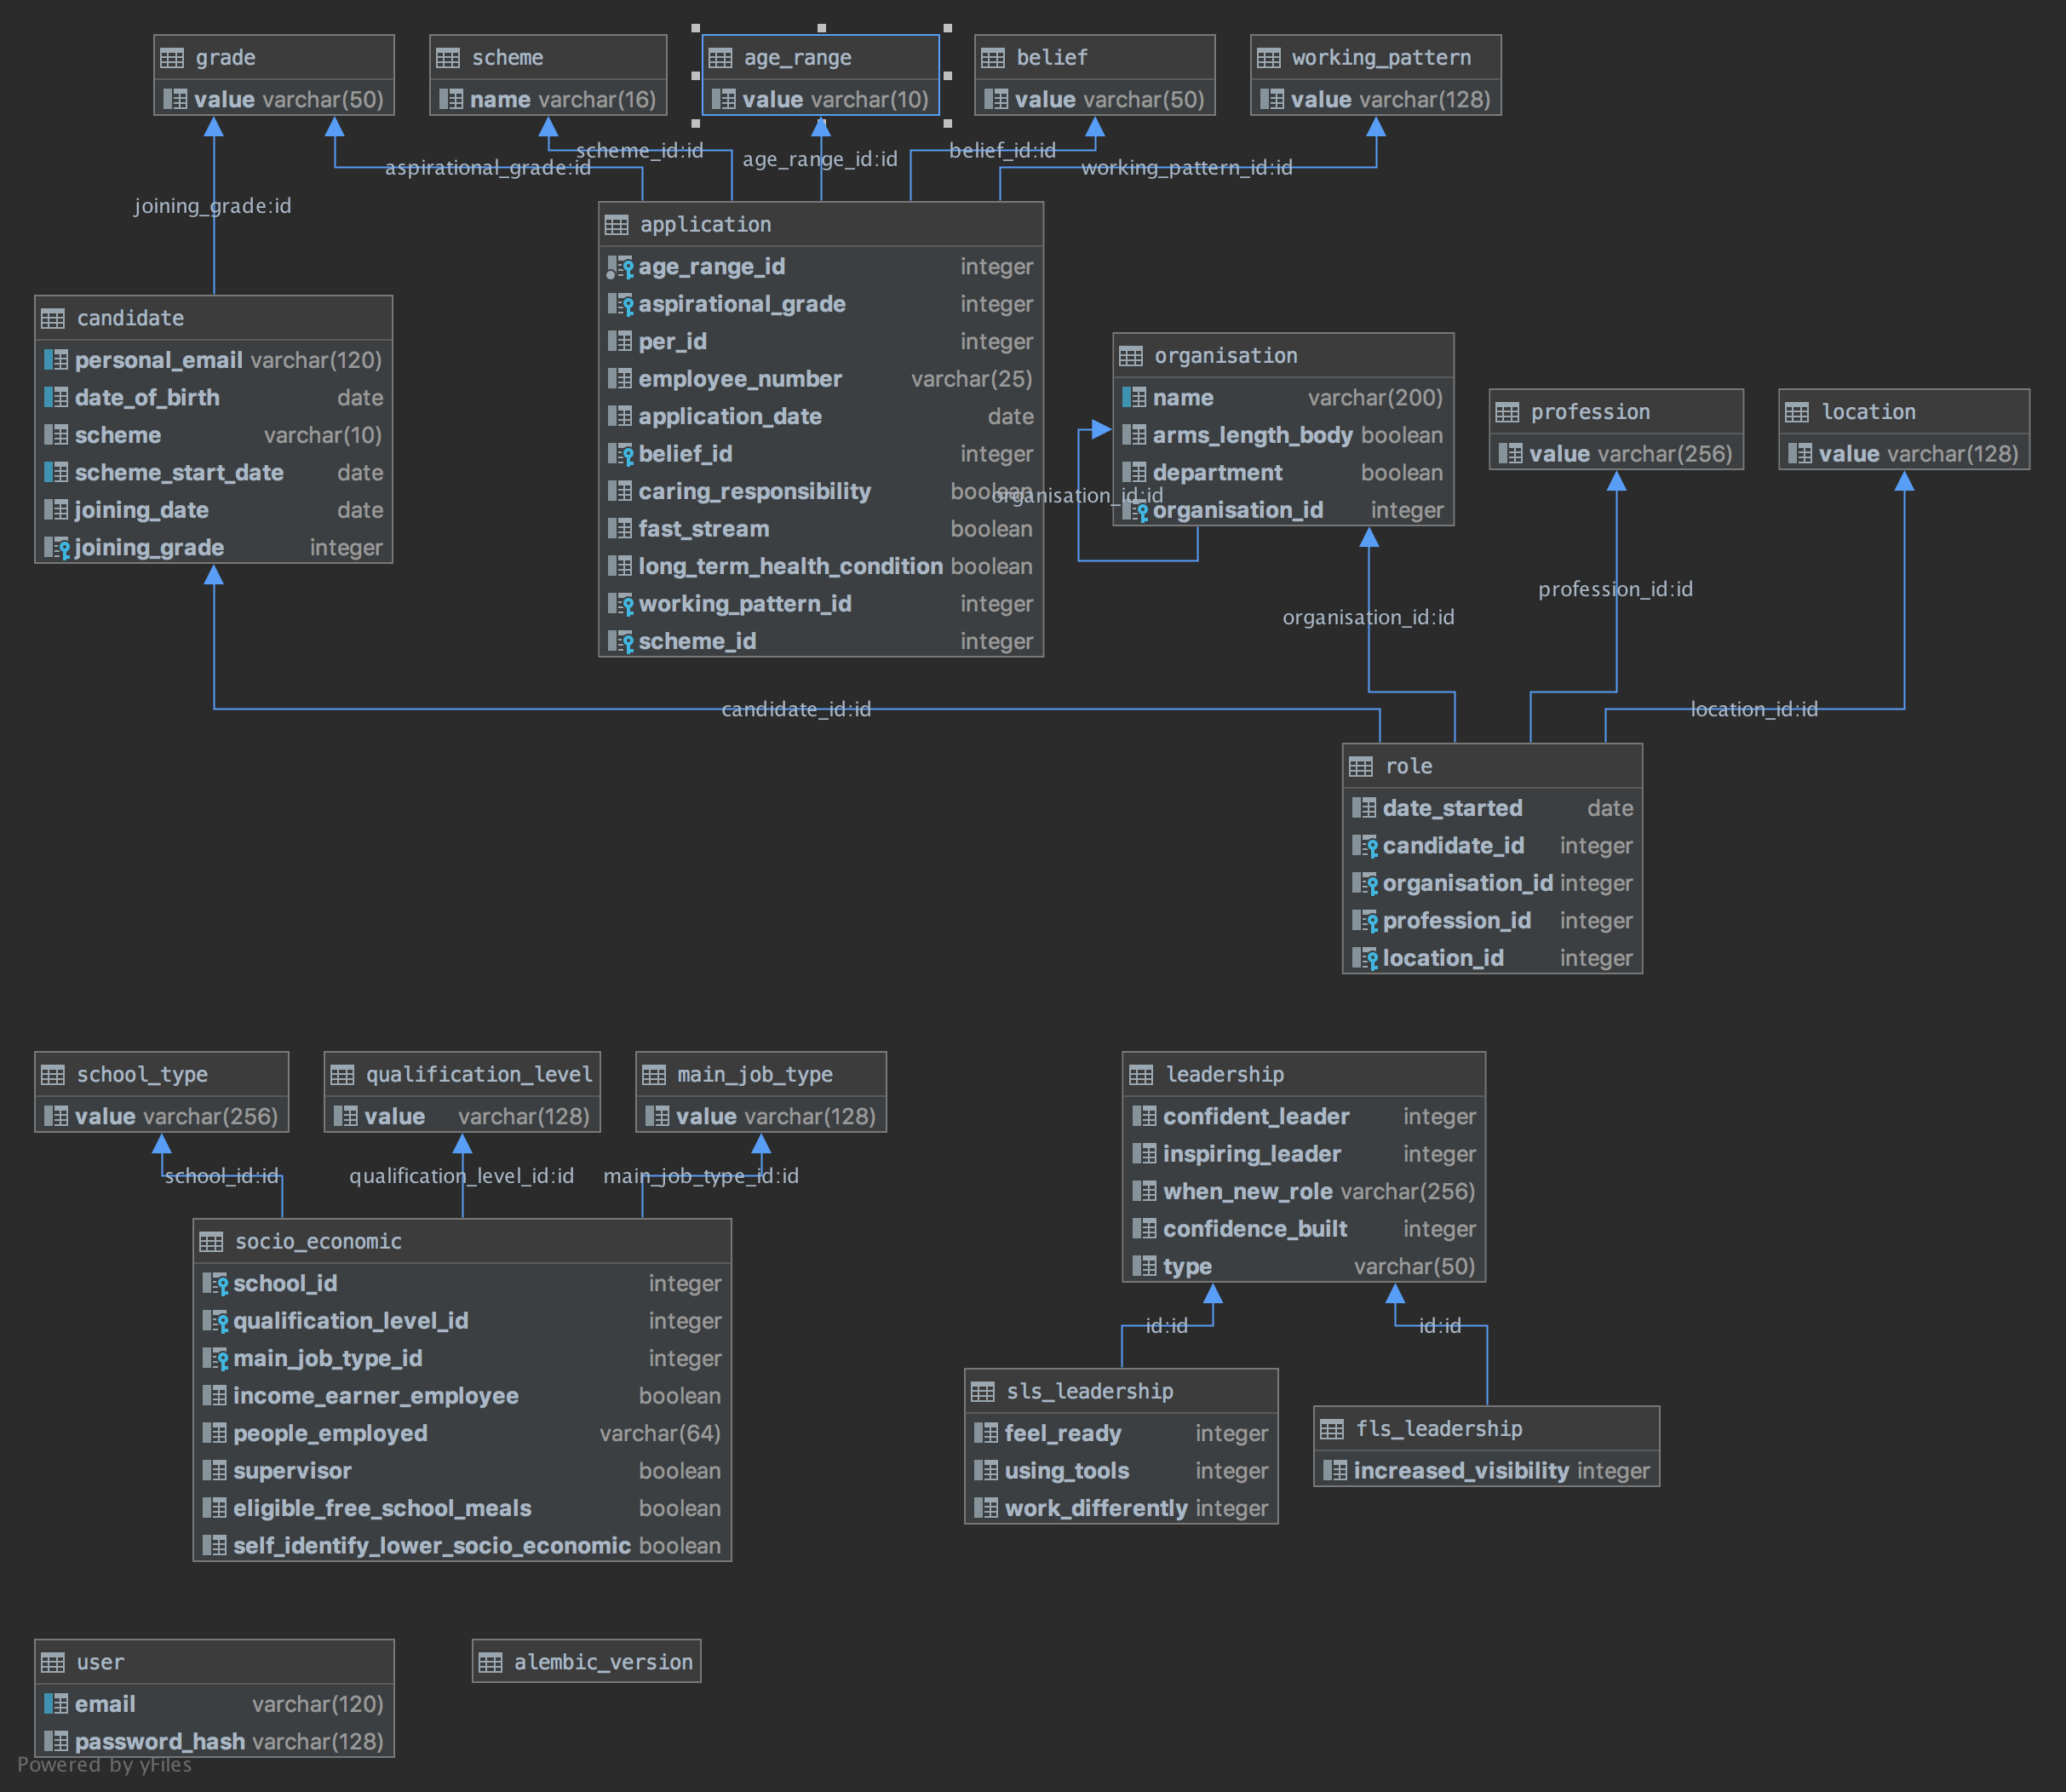 grade
value varchar(50)
scheme
name varchar(16)
age_range
value varchar(10)
belief
value varchar(50)
working_pattern
value varchar(128)
scheme_id:id
age_range_id:id
belief_id:id
aspirational_grade:id
working_pattern_id:id
joining_grade:id
application
age_range_id integer
aspirational_grade integer
per_id integer
employee_number varchar(25)
application_date date
belief_id integer
caring_responsibility boolean
fast_stream boolean
long_term_health_condition boolean
working_pattern_id integer
scheme_id integer
candidate
personal_email varchar(120)
date_of_birth date
scheme varchar(10)
scheme_start_date date
joining_date date
joining_grade integer
organisation
name varchar(200)
arms_length_body boolean
department boolean
organisation_id:id
organisation_id integer
profession
value varchar(256)
location
value varchar(128)
profession_id:id
organisation_id:id
candidate_id:id
location_id:id
role
date_started date
candidate_id integer
organisation_id integer
profession_id integer
location_id integer
school_type
value varchar(256)
qualification_level
value varchar(128)
main_job_type
value varchar(128)
school_id:id
qualification_level_id:id
main_job_type_id:id
socio_economic
school_id integer
qualification_level_id integer
main_job_type_id integer
income_earner_employee boolean
people_employed varchar(64)
supervisor boolean
eligible_free_school_meals boolean
self_identify_lower_socio_economic boolean
leadership
confident_leader integer
inspiring_leader integer
when_new_role varchar(256)
confidence_built integer
type varchar(50)
id:id
id:id
sls_leadership
feel_ready integer
using_tools integer
work_differently integer
fls_leadership
increased_visibility integer
user
email varchar(120)
password_hash varchar(128)
alembic_version
Powered by yFiles